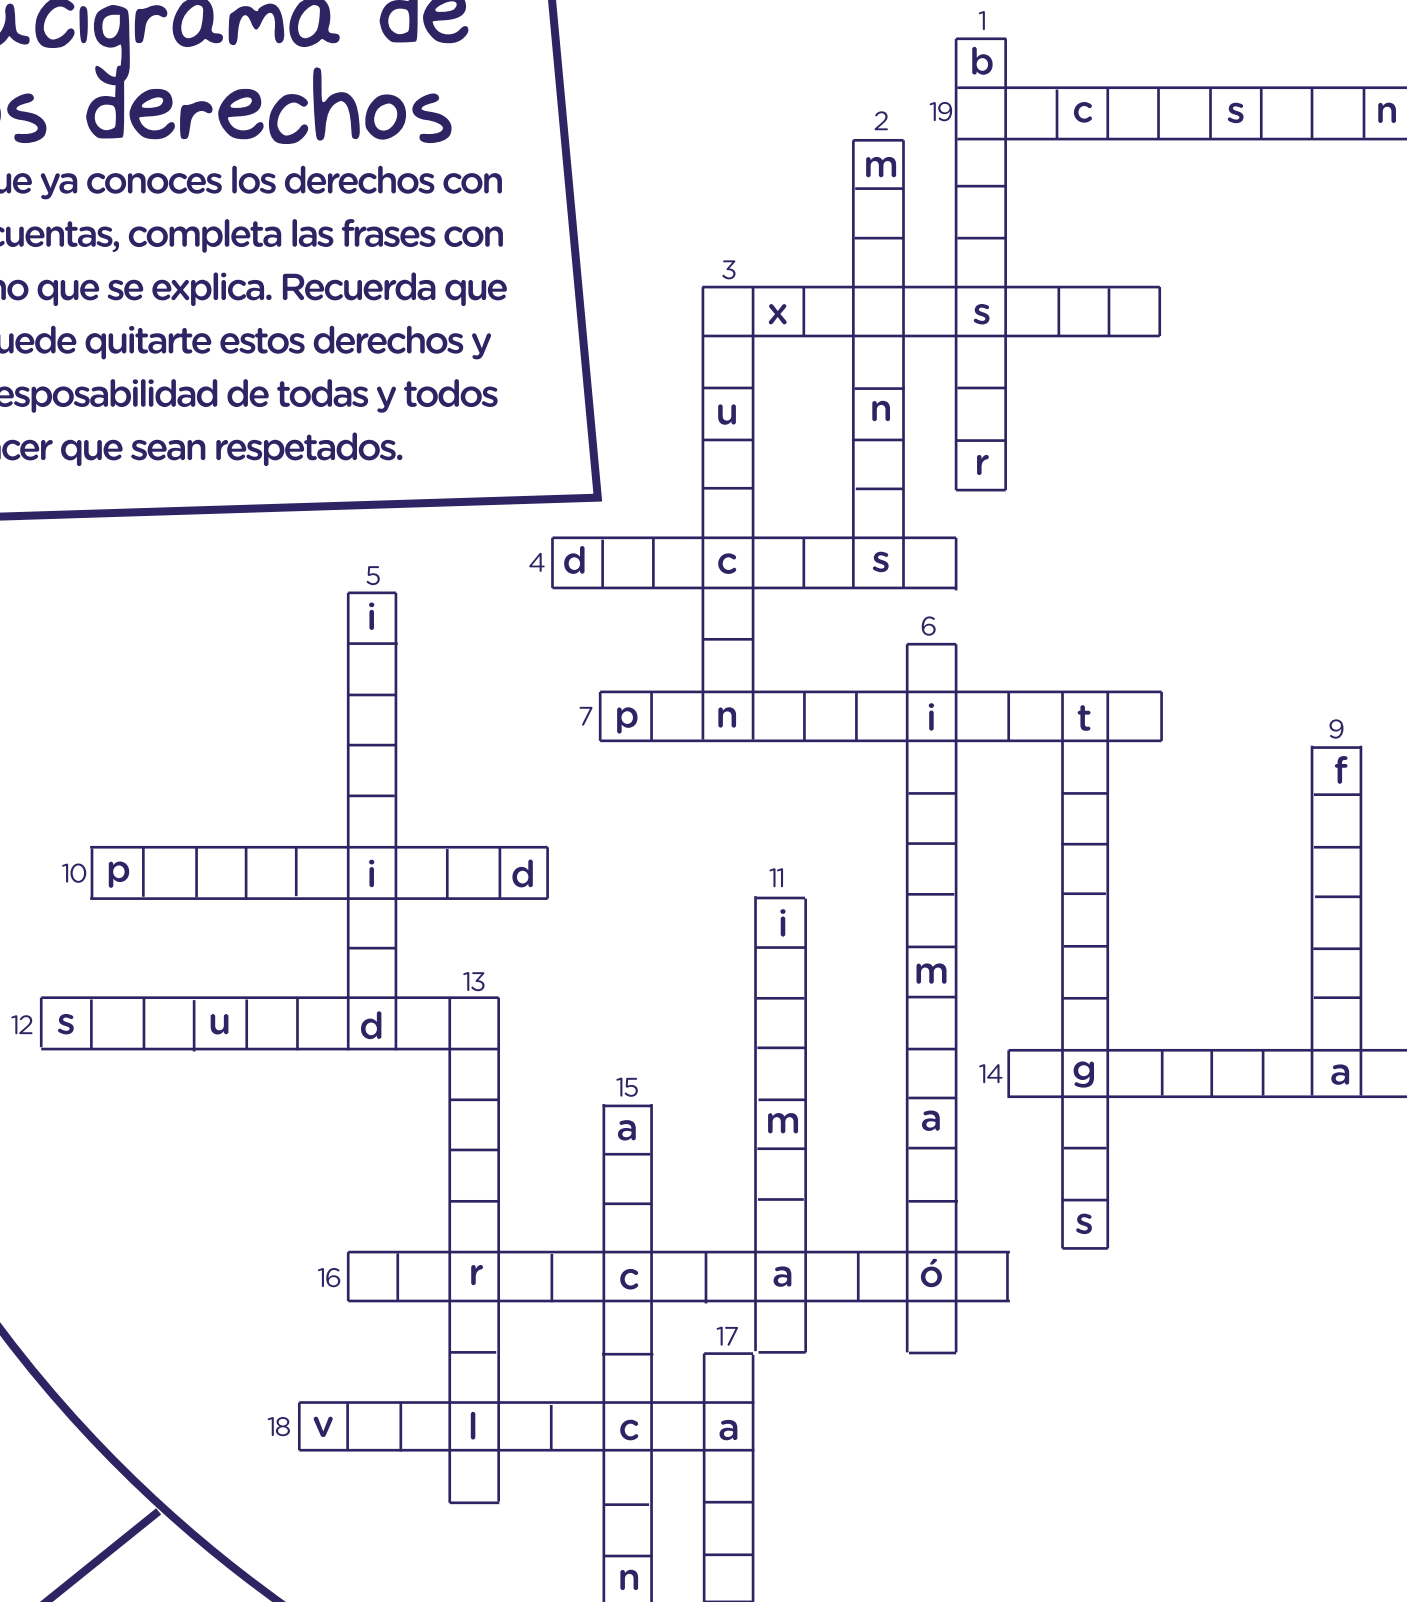 ucigrama de
os derechos
ue ya conoces los derechos con
cuentas, completa las frases con
no que se explica. Recuerda que
uede quitarte estos derechos y
esposabilidad de todas y todos
cer que sean respetados.
1
b
19 c s n
2
m
3
x s
u n
r
4 d c s
5
i
6
7 p n i t
9
f
10 p i d
11
i
m
13
12 s u d
14 g a
15
a m a
s
16 r c a ó
17
18 v l c a
n